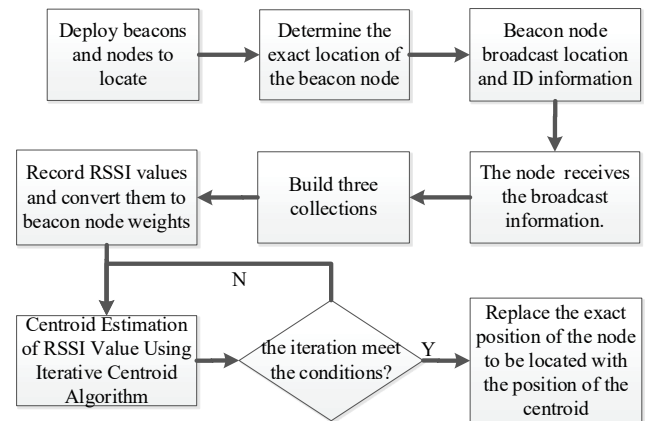 Deploy beacons
and nodes to
locate
Determine the
exact location of
the beacon node
Beacon node
broadcast location
and ID information
The node receives
the broadcast
information.
Build three
collections
Record RSSI values
and convert them to
beacon node weights
N
Centroid Estimation
of RSSI Value Using
Iterative Centroid
Algorithm
the iteration meet
the conditions?
Y
Replace the exact
position of the node
to be located with
the position of the
centroid